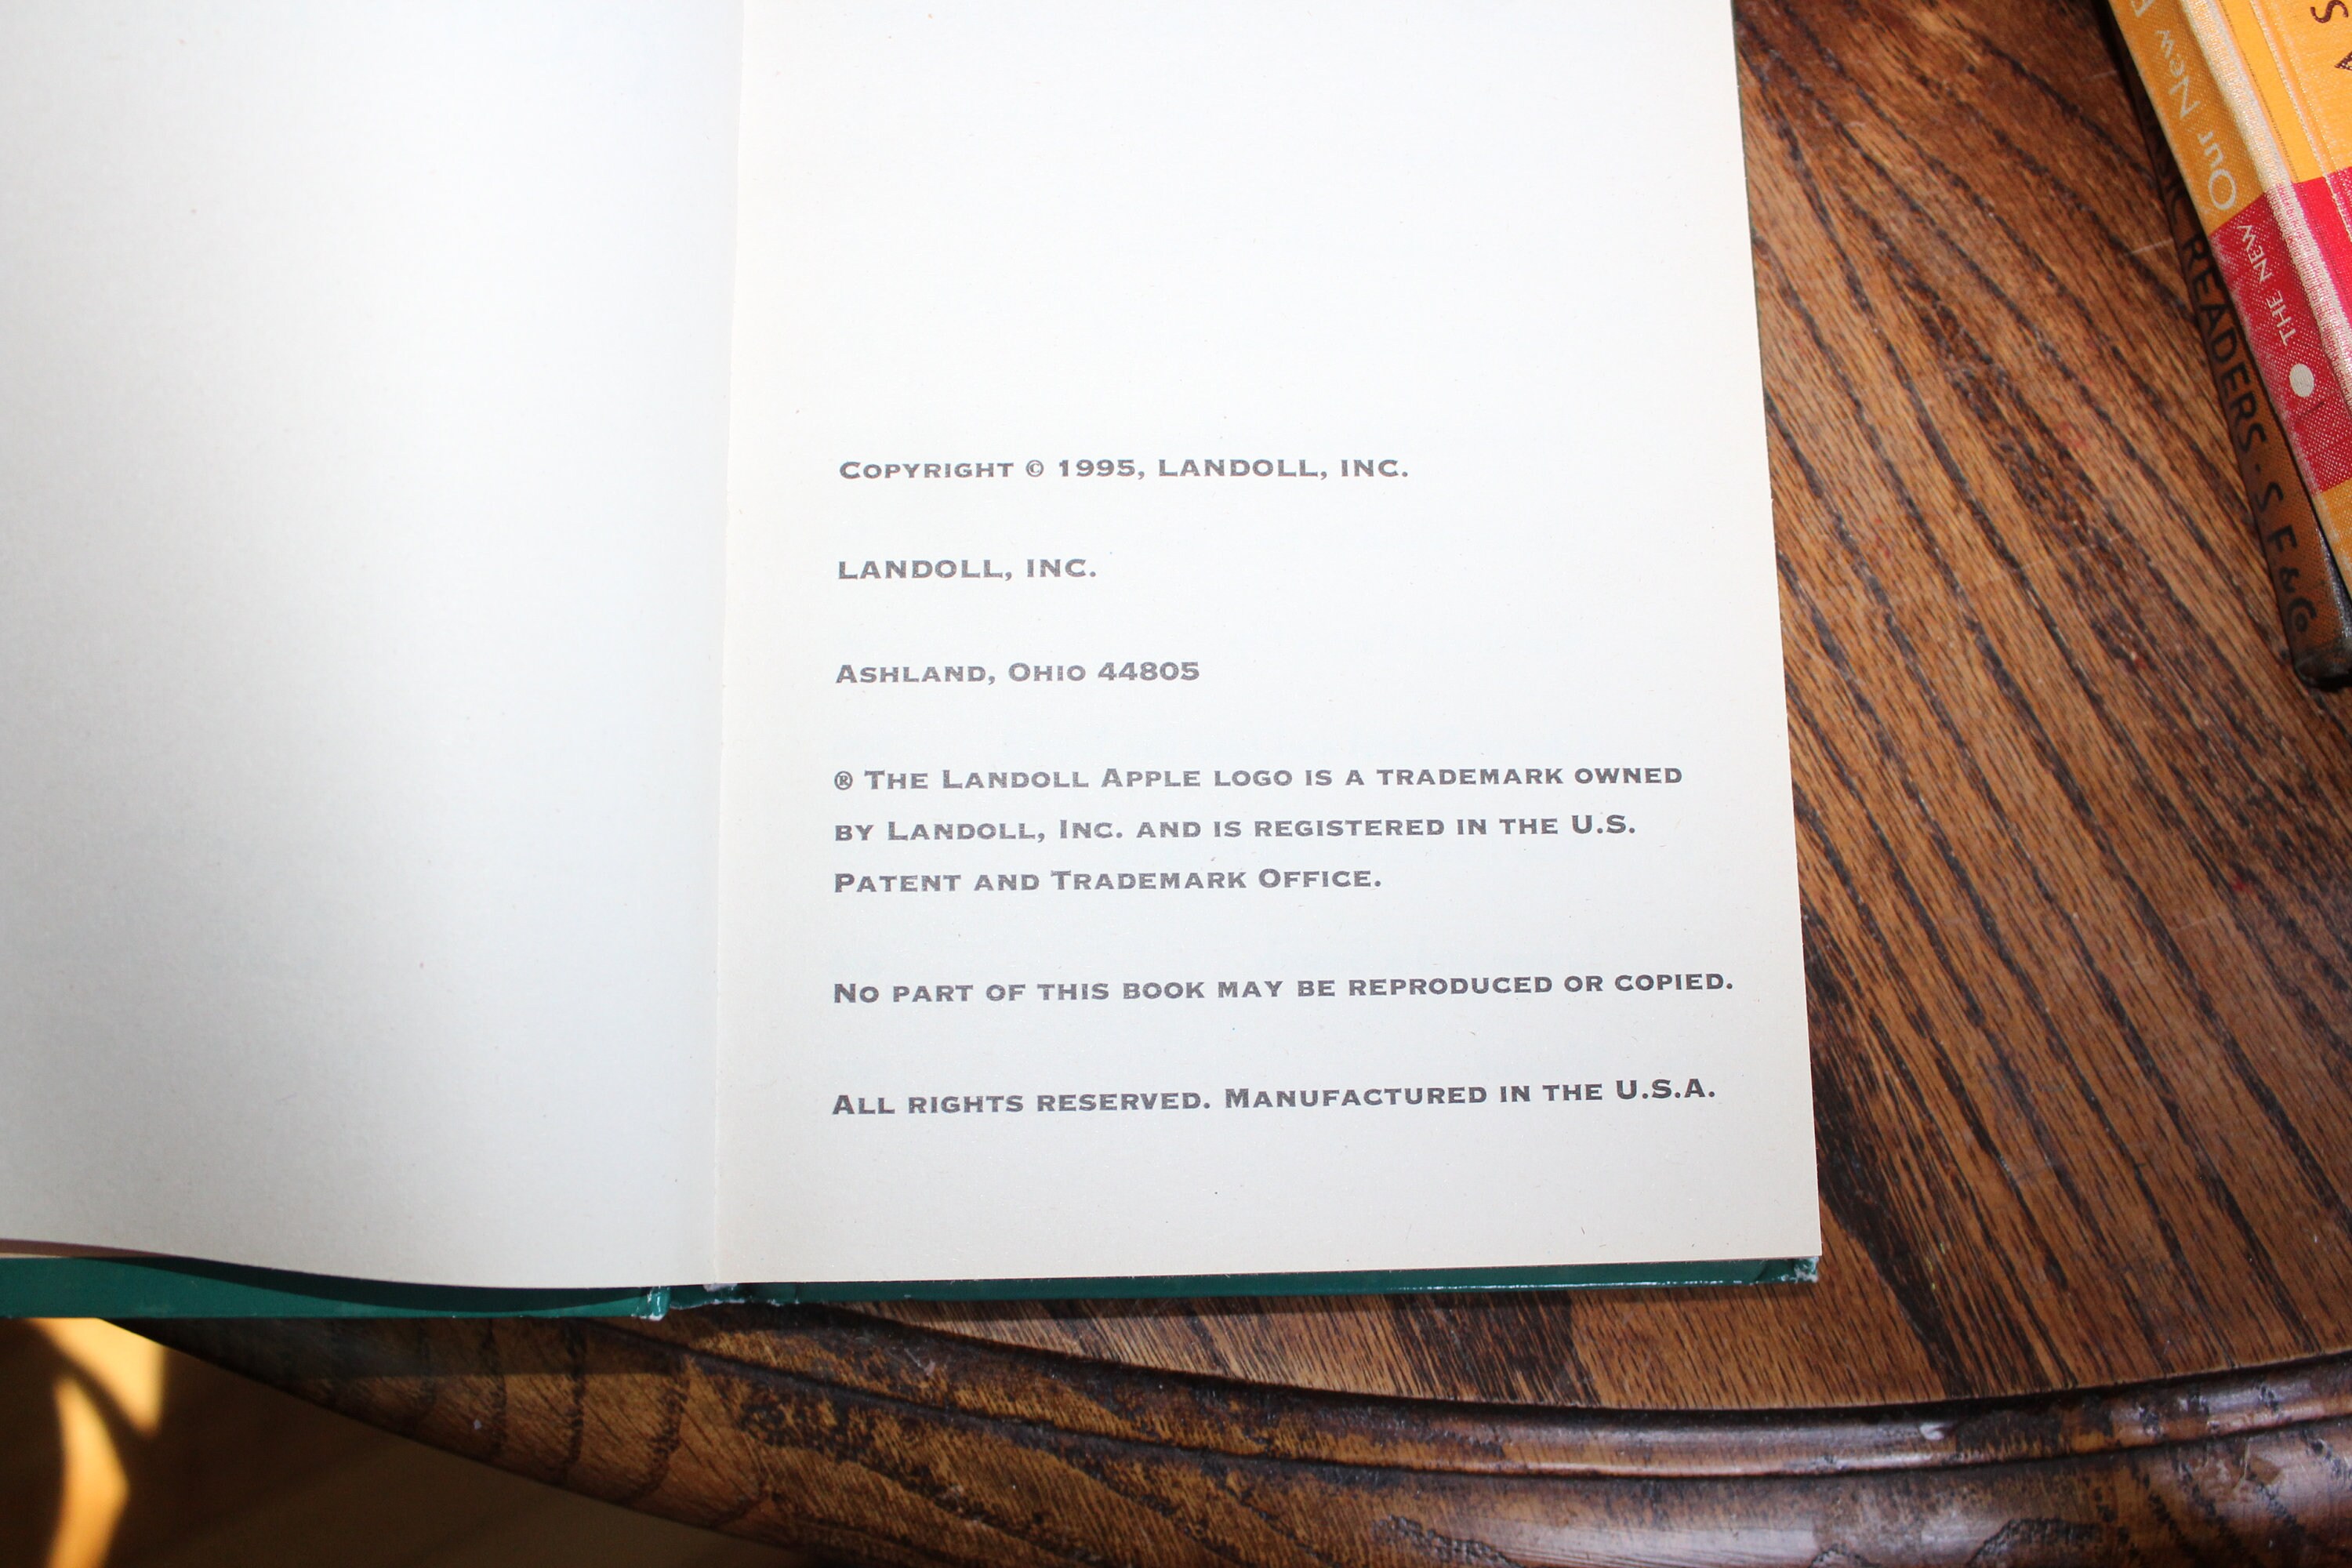 COPYRIGHT © 1995, LANDOLL, INC.
LANDOLL, INC.
ASHLAND, OHIO 44805
® THE LANDOLL APPLE LOGO IS A TRADEMARK OWNED
BY LANDOLL, INC. AND IS REGISTERED IN THE U.S.
PATENT AND TRADEMARK OFFICE.
NO PART OF THIS BOOK MAY BE REPRODUCED OR COPIED.
ALL RIGHTS RESERVED. MANUFACTURED IN THE U.S.A.
Our New
THE NEW
READERS · S F & G